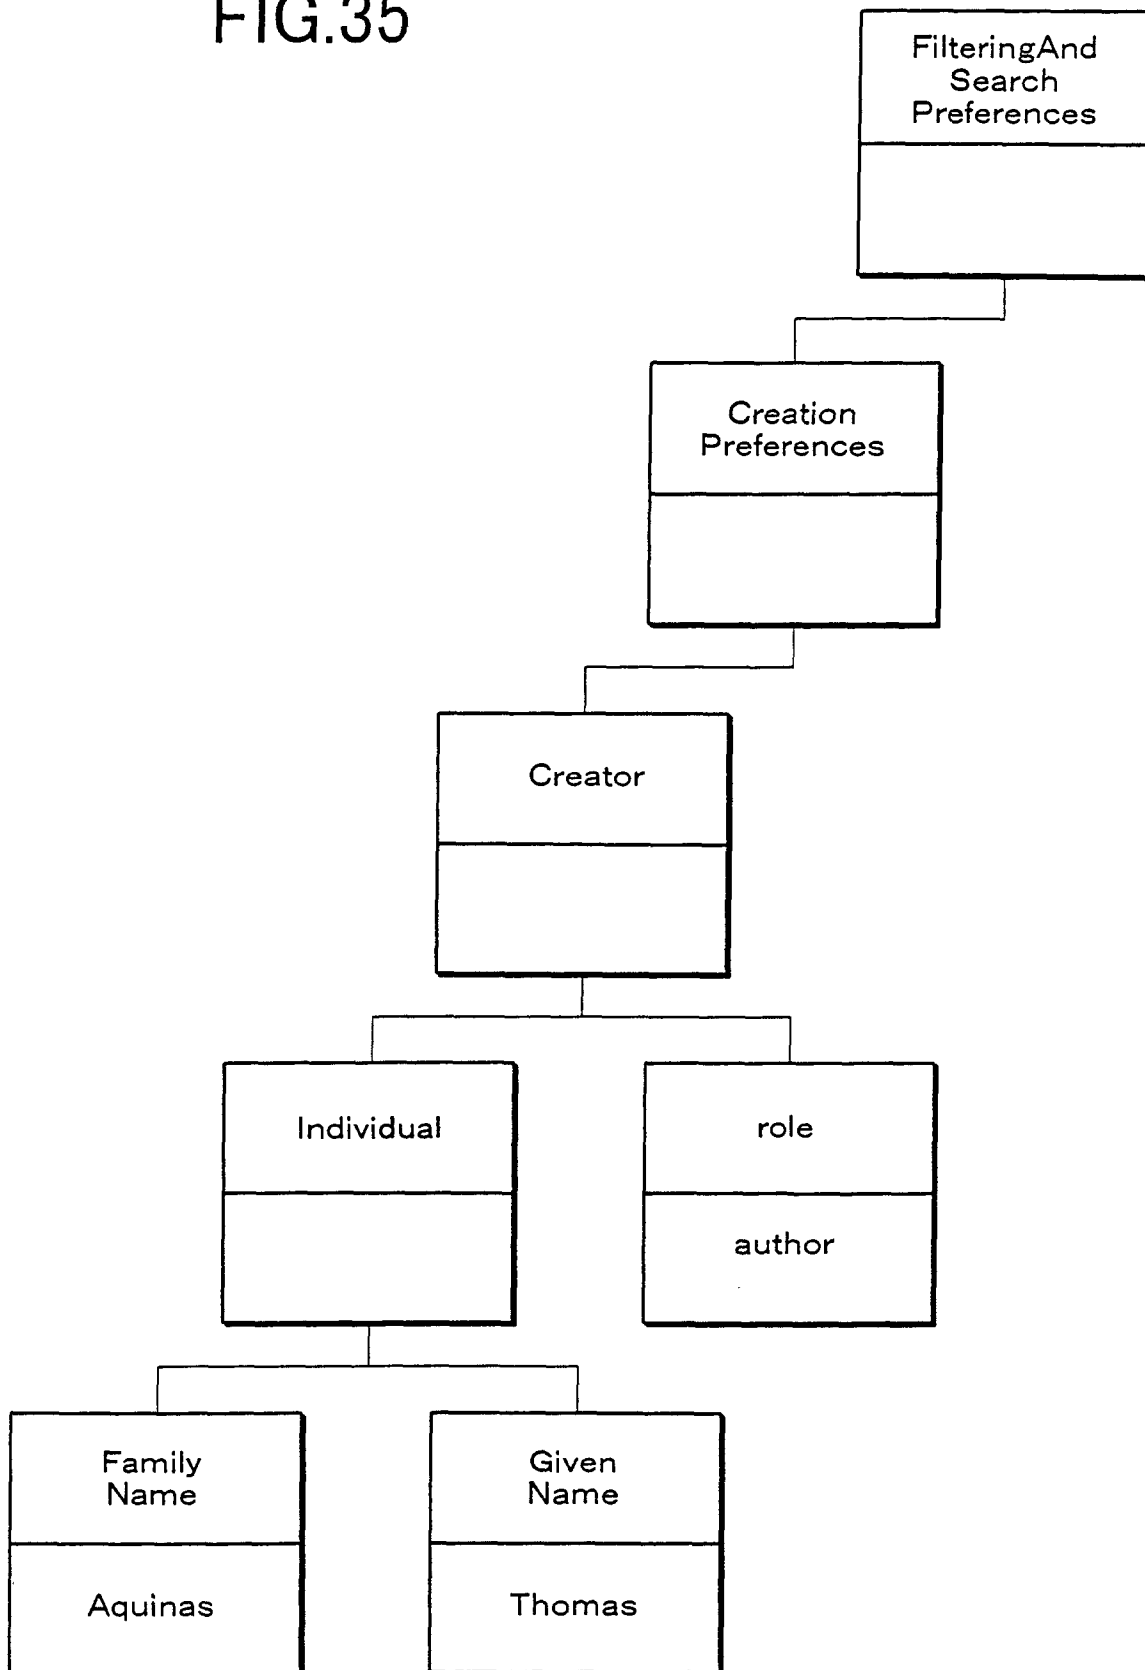 FIG.35
FilteringAnd
Search
Preferences
Creation
Preferences
Creator
Individual
role
author
Family
Name
Given
Name
Aquinas
Thomas